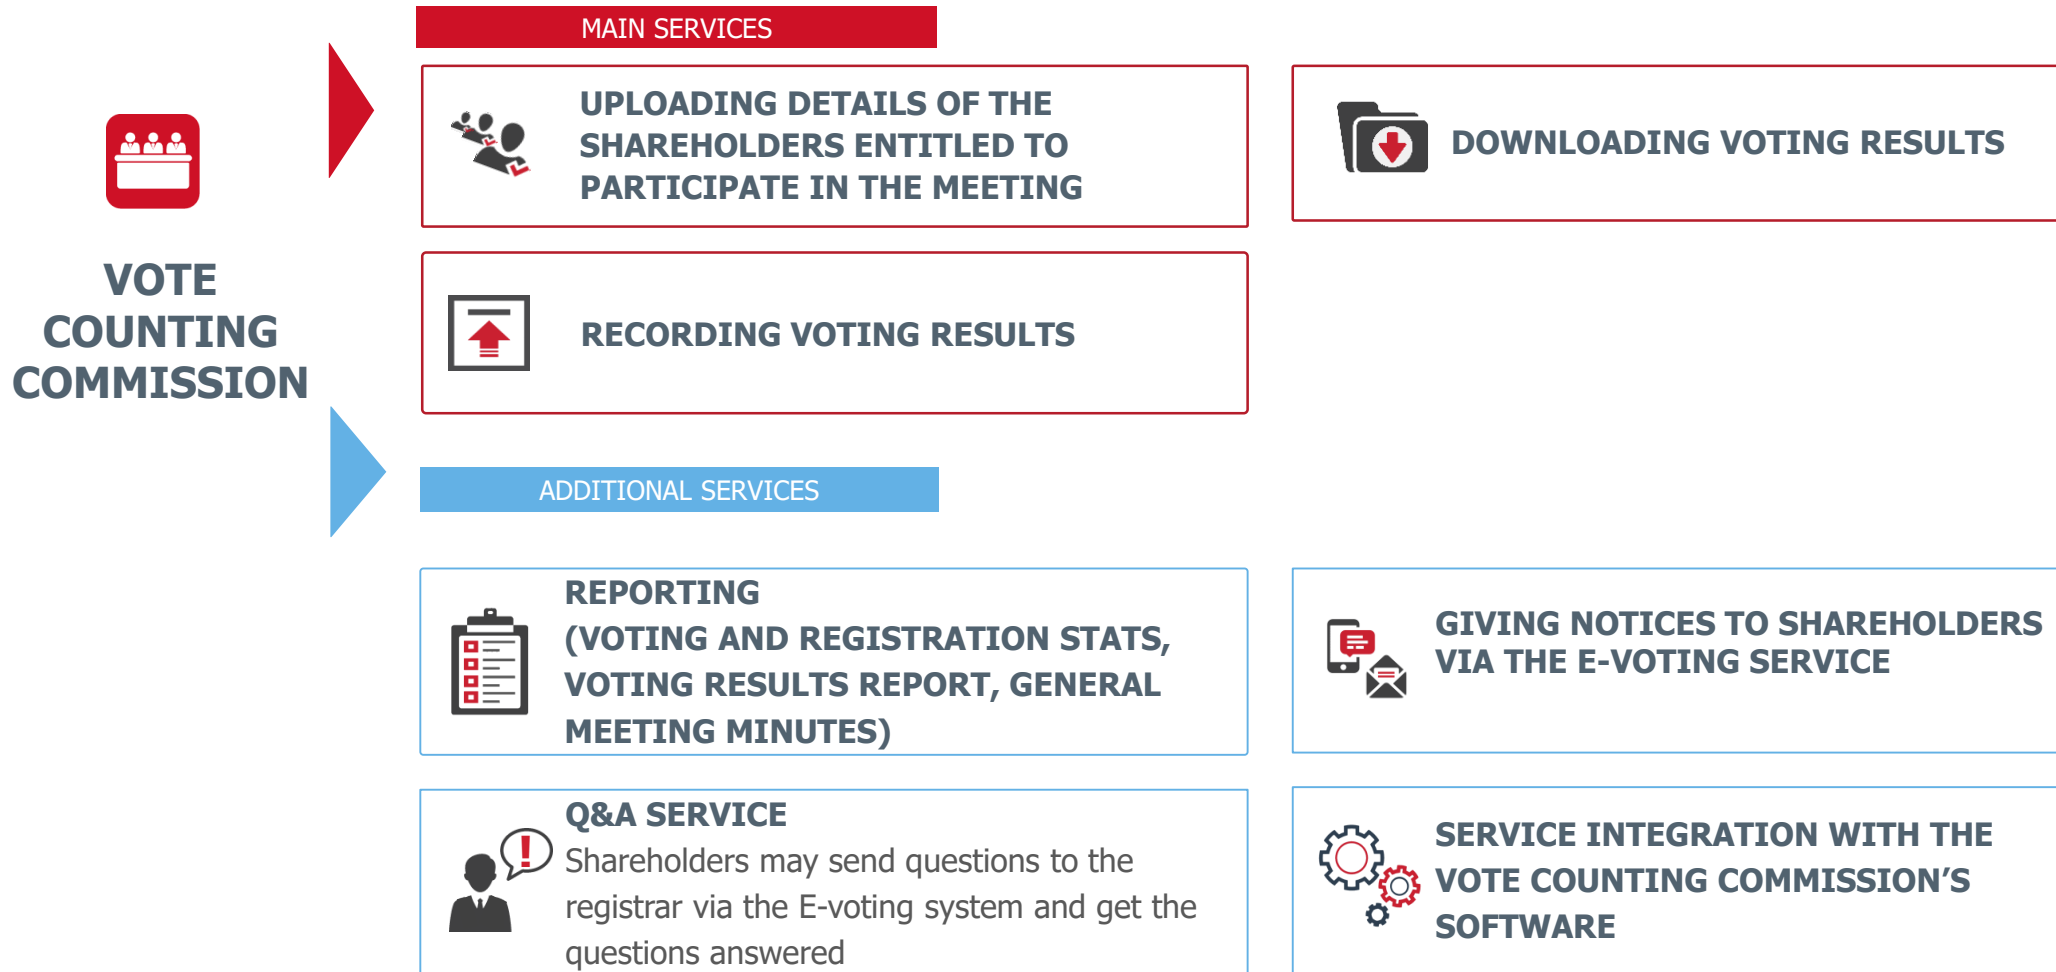 MAIN SERVICES
UPLOADING DETAILS OF THE
SHAREHOLDERS ENTITLED TO
PARTICIPATE IN THE MEETING
DOWNLOADING VOTING RESULTS
VOTE
COUNTING
COMMISSION
RECORDING VOTING RESULTS
ADDITIONAL SERVICES
REPORTING
(VOTING AND REGISTRATION STATS,
VOTING RESULTS REPORT, GENERAL
MEETING MINUTES)
GIVING NOTICES TO SHAREHOLDERS
VIA THE E-VOTING SERVICE
Q&A SERVICE
Shareholders may send questions to the
registrar via the E-voting system and get the
questions answered
SERVICE INTEGRATION WITH THE
VOTE COUNTING COMMISSION’S
SOFTWARE